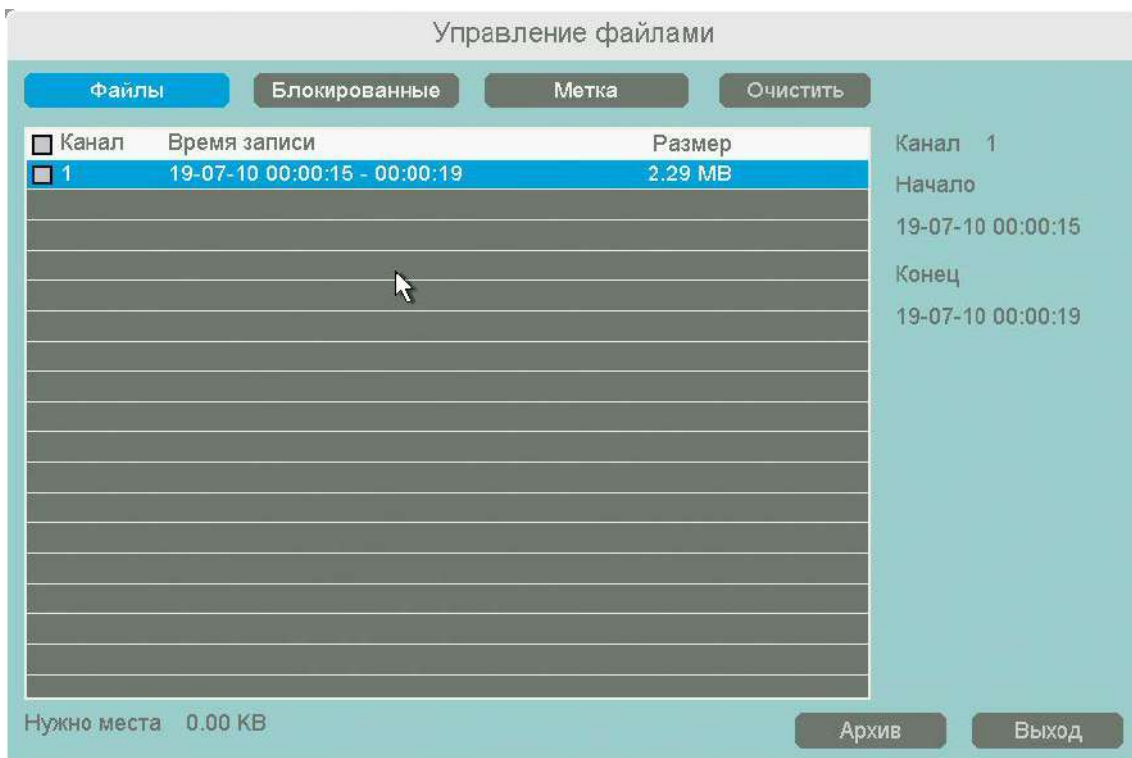 Управление файлами
Файлы Блокированные Метка Очистить
Канал Время записи Размер
1 19-07-10 00:00:15 - 00:00:19 2.29 MB
Канал 1
Начало
19-07-10 00:00:15
Конец
19-07-10 00:00:19
Нужно места 0.00 KB
Архив Выход